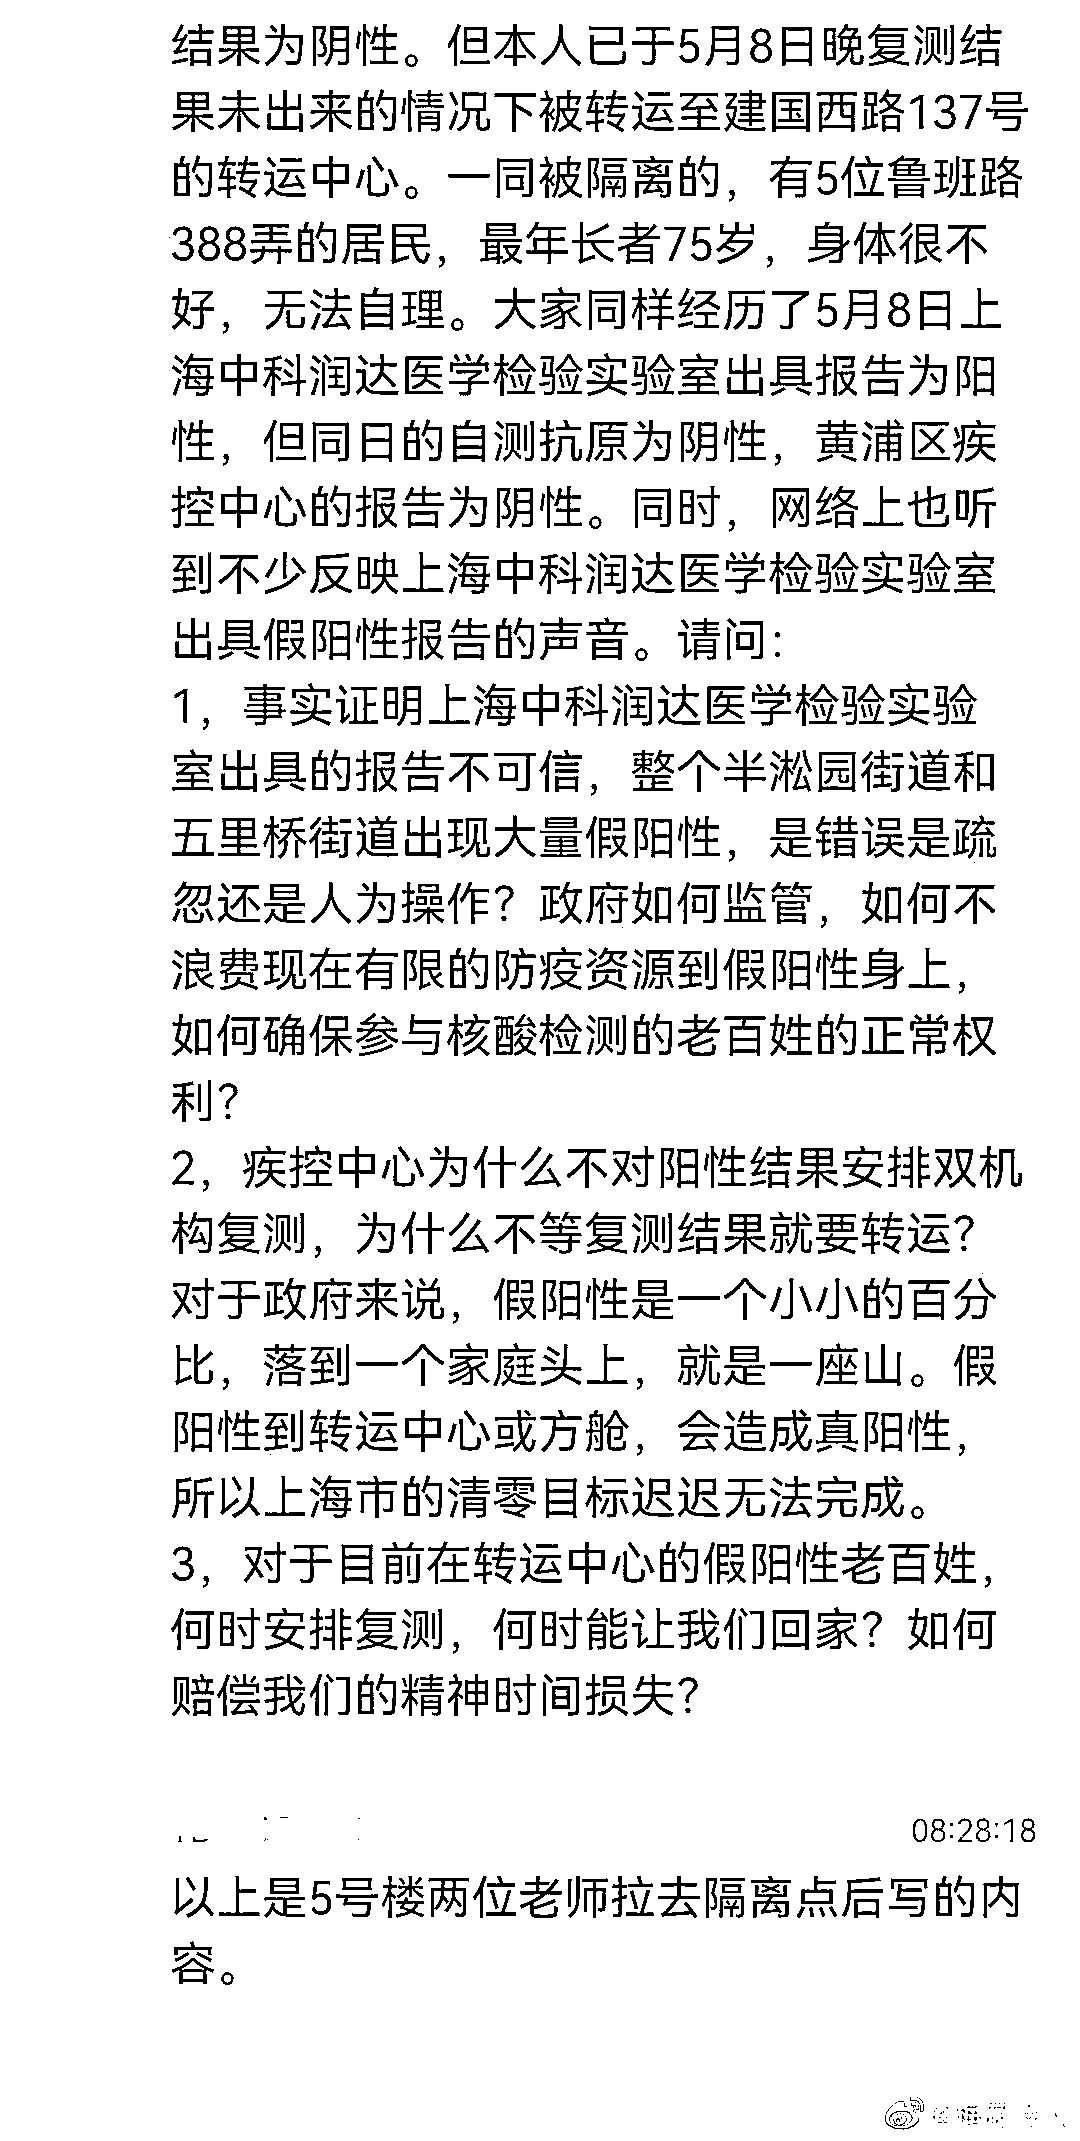 结果为阴性。但本人已于5月8日晚复测结
果未出来的情况下被转运至建国西路137号
的转运中心。一同被隔离的，有5位鲁班路
388弄的居民，最年长者75岁，身体很不
好，无法自理。大家同样经历了5月8日上
海中科润达医学检验实验室出具报告为阳
性，但同日的自测抗原为阴性，黄浦区疾
控中心的报告为阴性。同时，网络上也听
到不少反映上海中科润达医学检验实验室
出具假阳性报告的声音。请问：
1，事实证明上海中科润达医学检验实验
室出具的报告不可信，整个半淞园街道和
五里桥街道出现大量假阳性，是错误是疏
忽还是人为操作？政府如何监管，如何不
浪费现在有限的防疫资源到假阳性身上，
如何确保参与核酸检测的老百姓的正常权
利？
2，疾控中心为什么不对阳性结果安排双机
构复测，为什么不等复测结果就要转运？
对于政府来说，假阳性是一个小小的百分
比，落到一个家庭头上，就是一座山。假
阳性到转运中心或方舱，会造成真阳性，
所以上海市的清零目标迟迟无法完成。
3，对于目前在转运中心的假阳性老百姓，
何时安排复测，何时能让我们回家？如何
赔偿我们的精神时间损失？
08:28:18
以上是5号楼两位老师拉去隔离点后写的内
容。